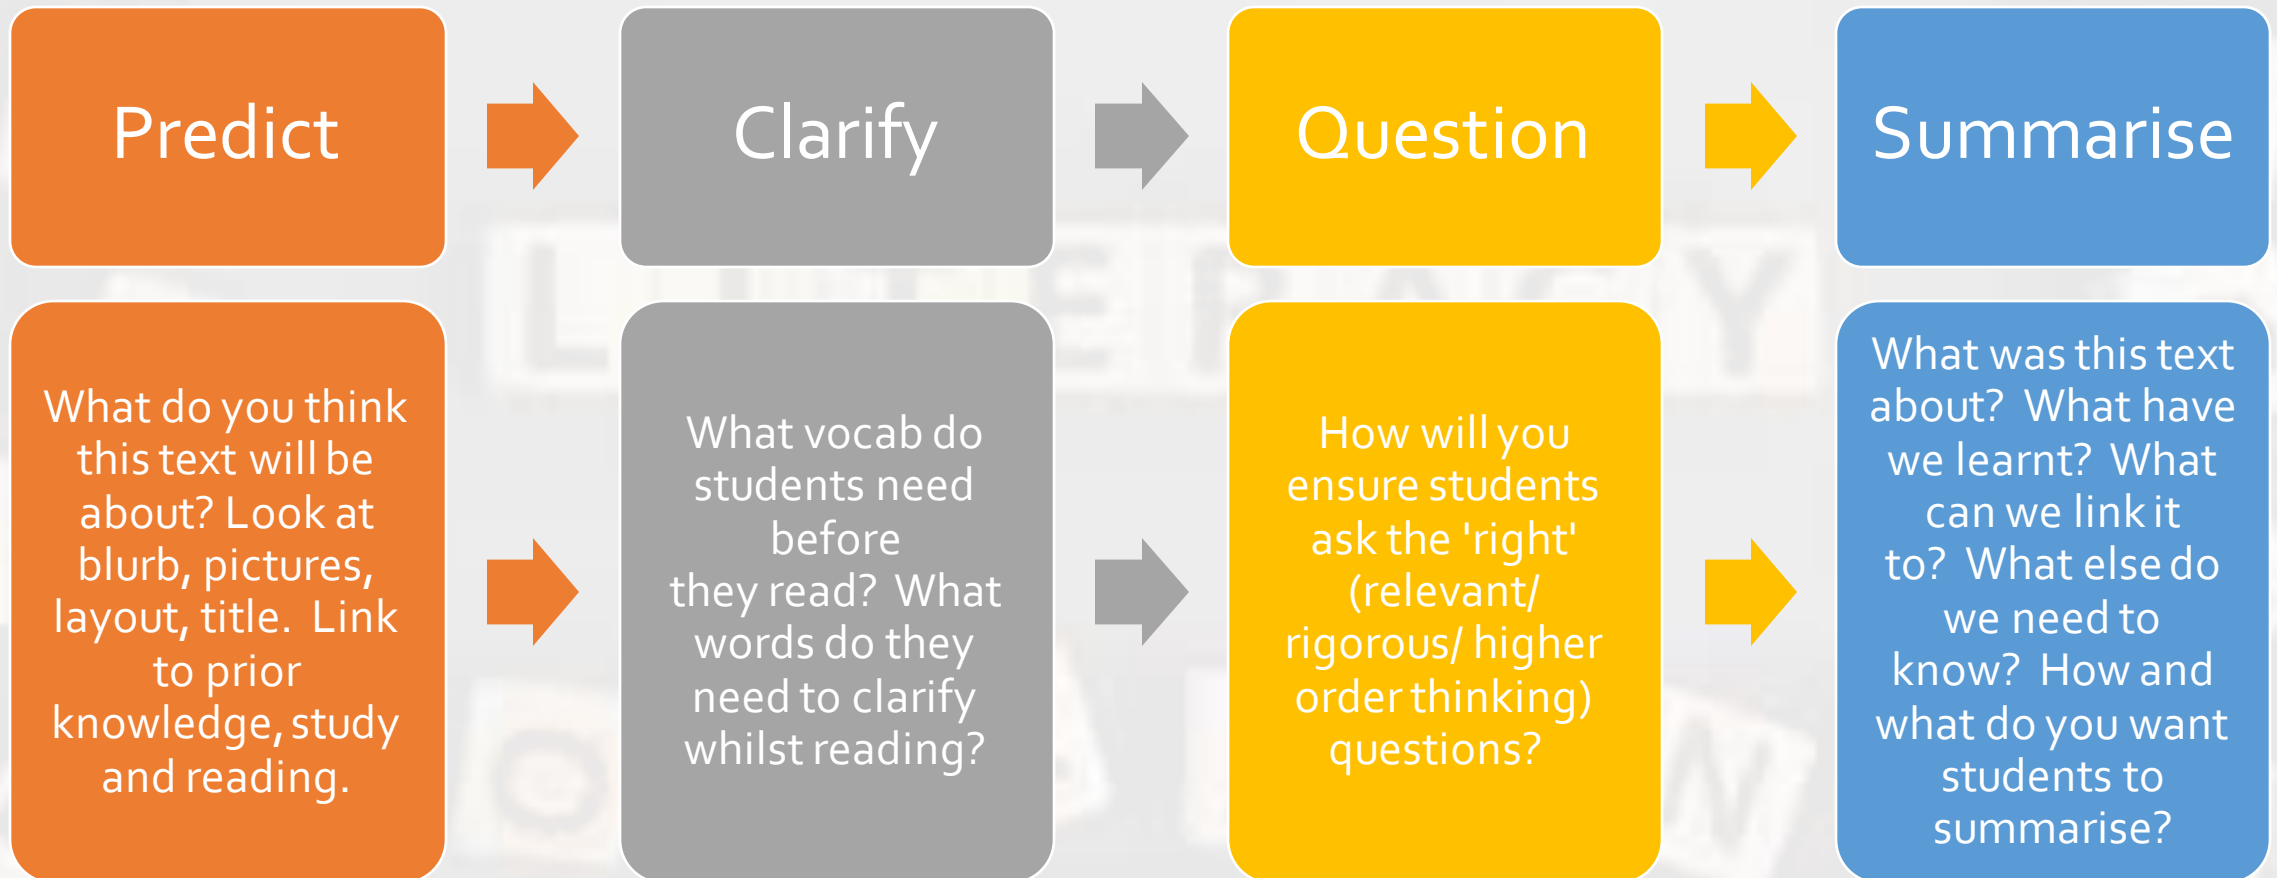 Predict
Clarify
Question
Summarise
What do you think
this text will be
about? Look at
blurb, pictures,
layout, title.  Link
to prior
knowledge, study
and reading.
What vocab do
students need
before
they read?  What
words do they
need to clarify
whilst reading?
How will you
ensure students
ask the 'right'
(relevant/
rigorous/ higher
order thinking)
questions?
What was this text
about?  What have
we learnt?  What
can we link it
to?  What else do
we need to
know?  How and
what do you want
students to
summarise?
LITERACY